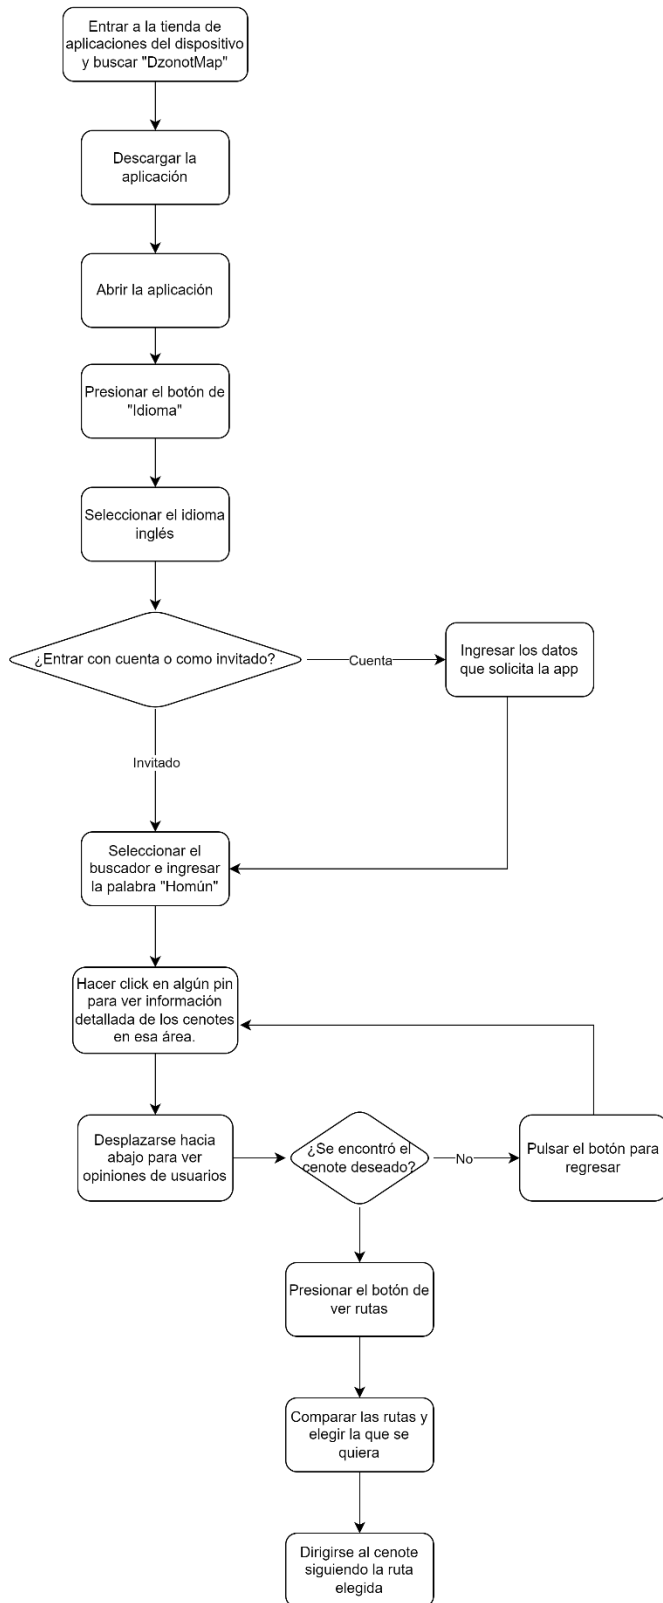 Entrar a la tienda de
aplicaciones del dispositivo
y buscar "DzonotMap"
Descargar la
aplicación
Abrir la aplicación
Presionar el botón de
"Idioma"
Seleccionar el idioma
inglés
¿Entrar con cuenta o como invitado?
Cuenta
Ingresar los datos
que solicita la app
Invitado
Seleccionar el
buscador e ingresar
la palabra "Homún"
Hacer click en algún pin
para ver información
detallada de los cenotes
en esa área.
Desplazarse hacia
abajo para ver
opiniones de usuarios
¿Se encontró el
cenote deseado?
No
Pulsar el botón para
regresar
Presionar el botón de
ver rutas
Comparar las rutas y
elegir la que se
quiera
Dirigirse al cenote
siguiendo la ruta
elegida